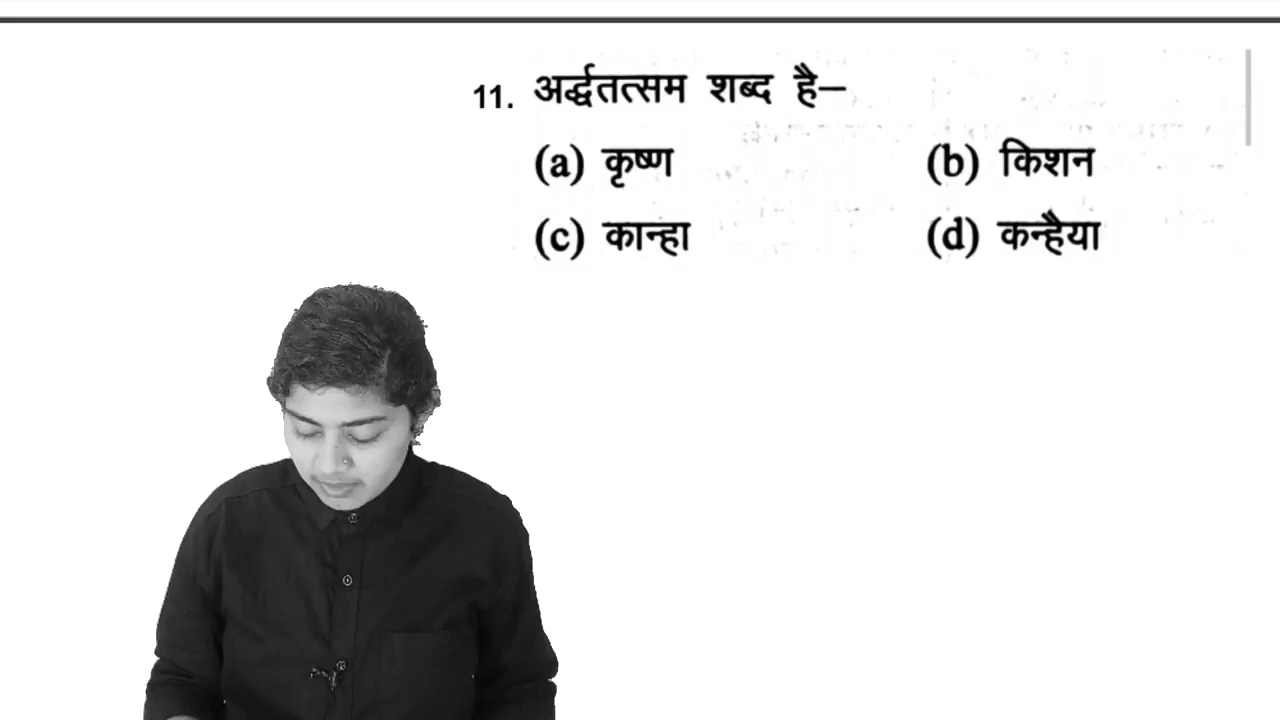 11. अर्द्धतत्सम शब्द है–
(a) कृष्ण (b) किशन
(c) कान्हा (d) कन्हैया